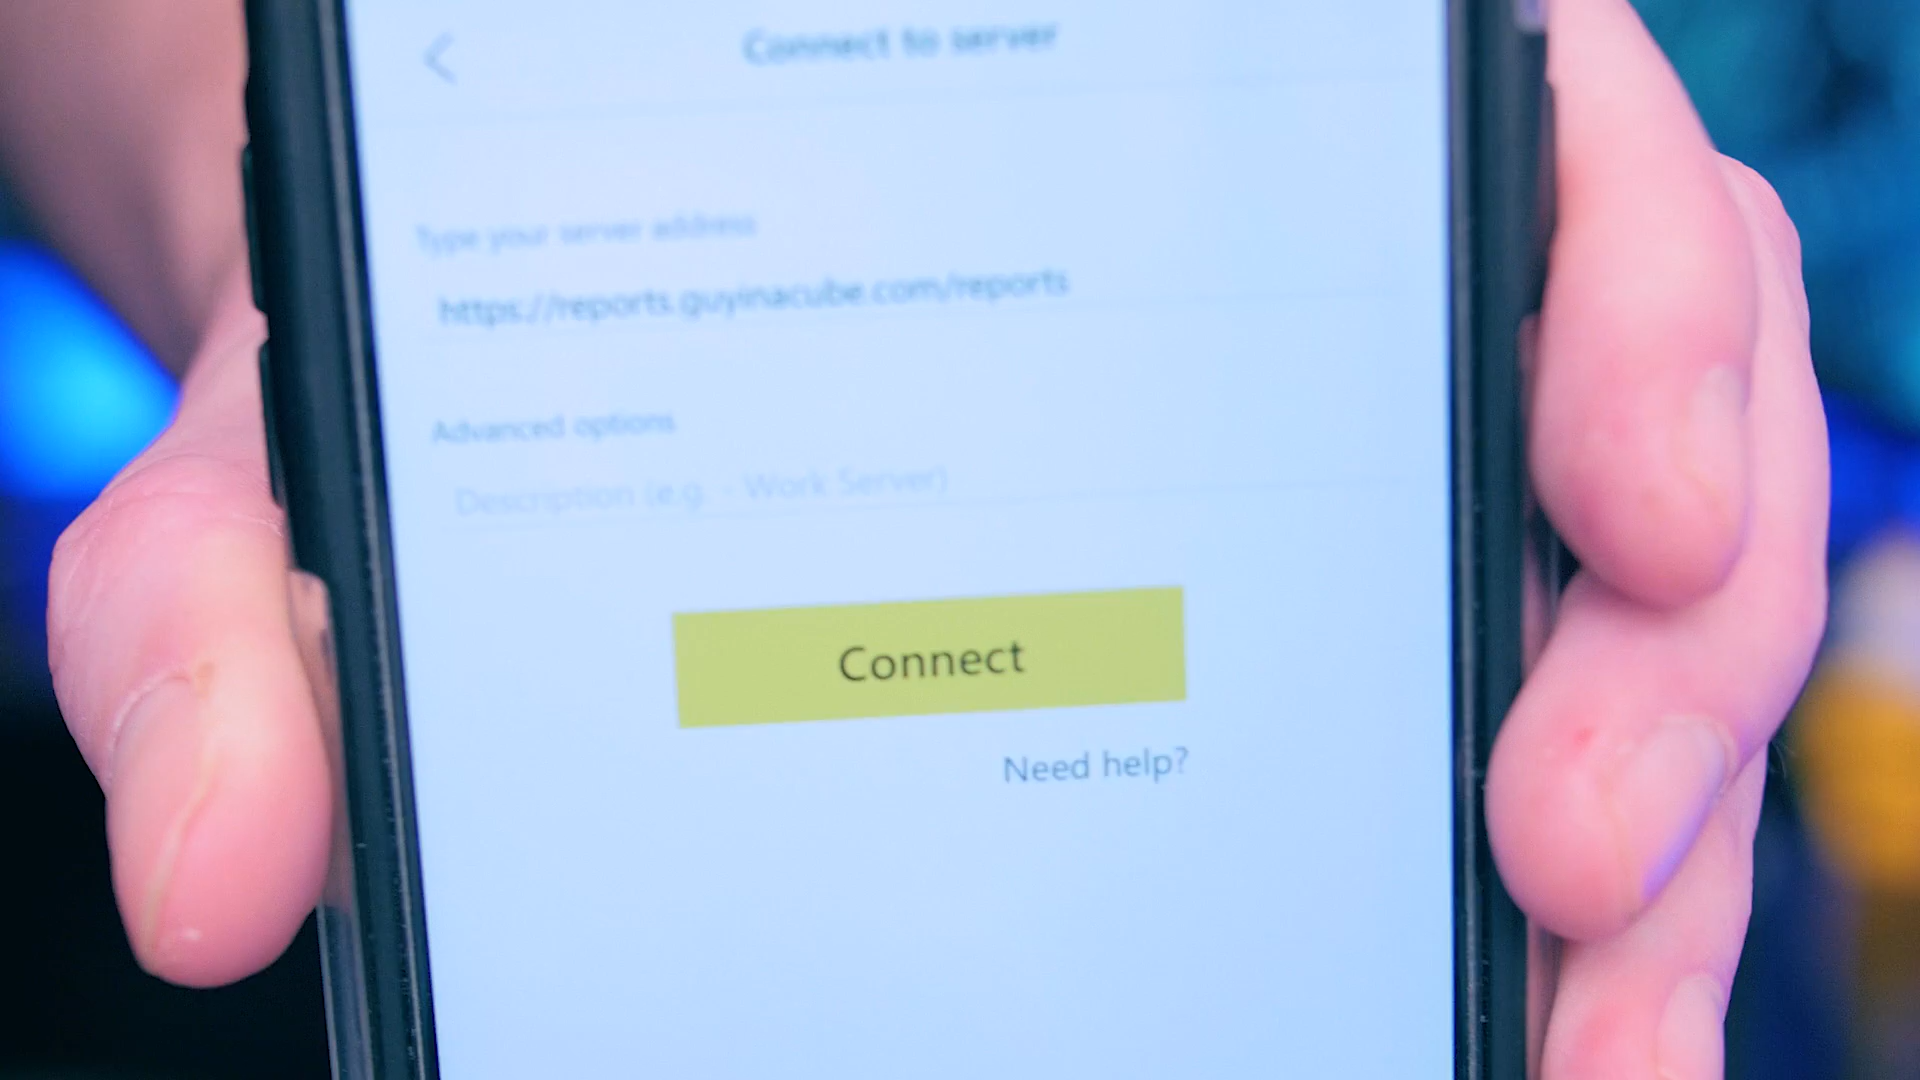 Connect to server
Type your server address
https://reports.guyinacube.com/reports
Advanced options
Description (e.g. - Work Server)
Connect
Need help?